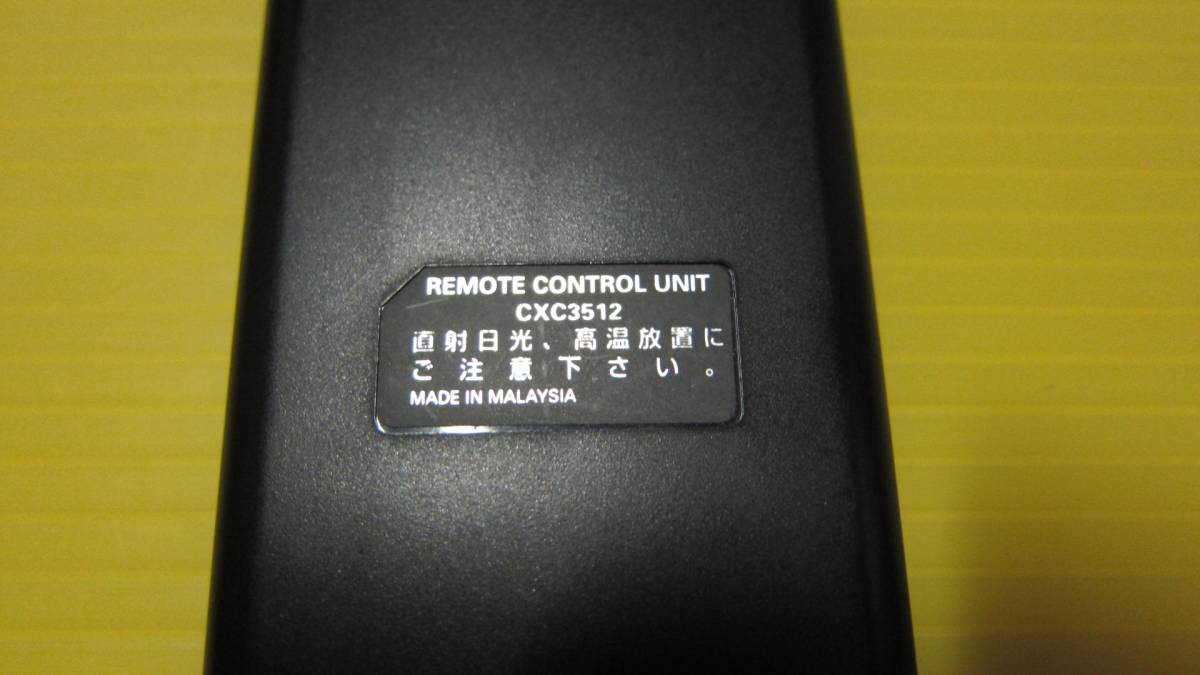 REMOTE CONTROL UNIT
CXC3512
直射日光、高温放置に
ご注意下さい。
MADE IN MALAYSIA